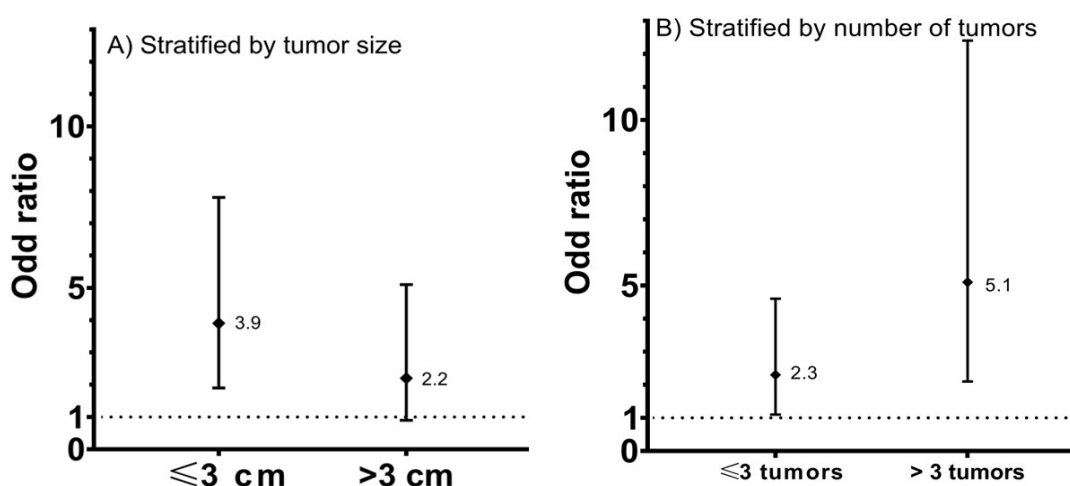 A) Stratified by tumor size
Odd ratio
10
5
1
0
3.9
2.2
≤3 cm
>3 cm
B) Stratified by number of tumors
Odd ratio
10
5
1
0
2.3
5.1
≤3 tumors
> 3 tumors